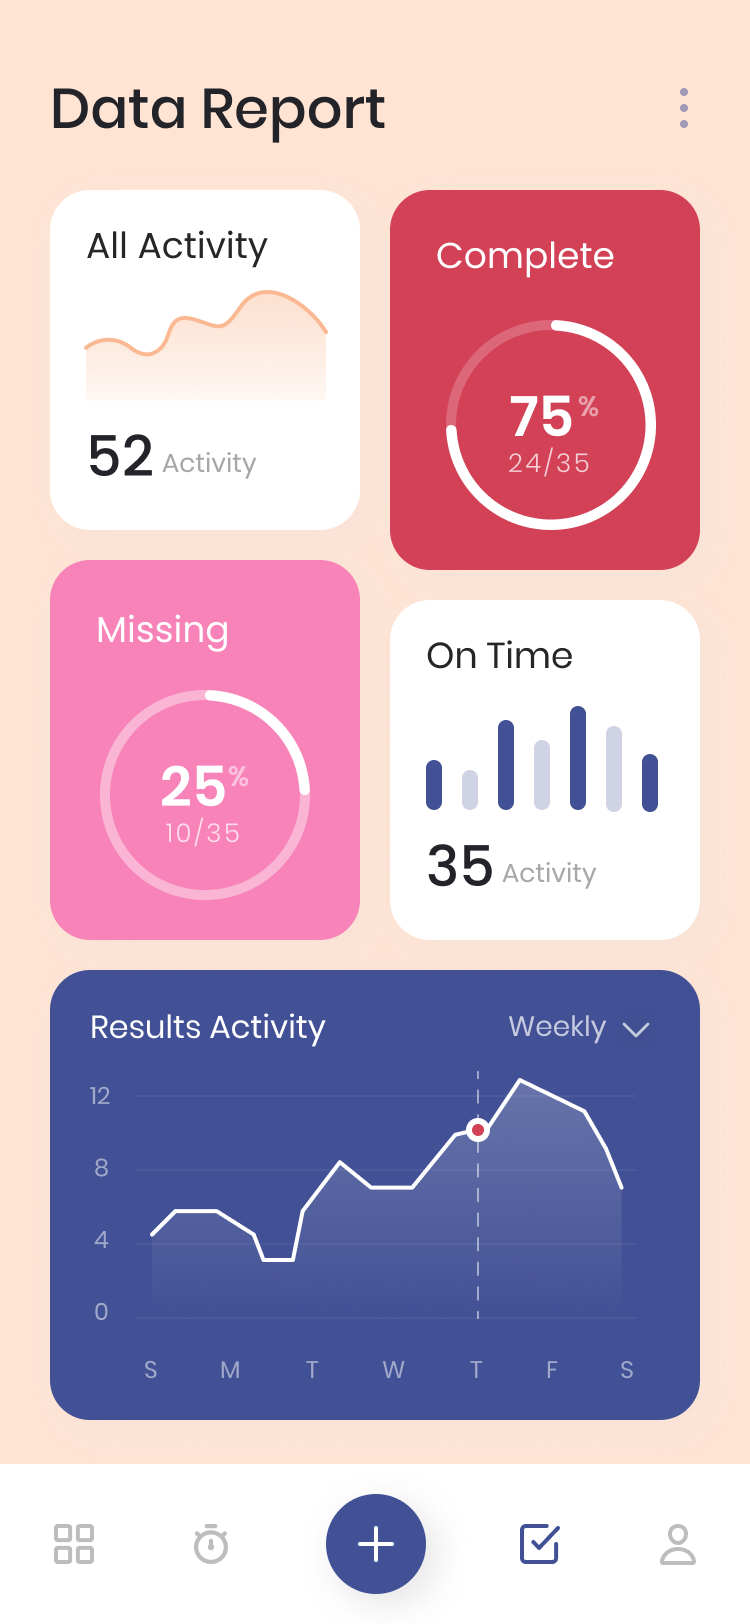 Data Report
All Activity
52 Activity
Complete
75%
24/35
Missing
25%
10/35
On Time
35 Activity
Results Activity
Weekly
12
8
4
0
S M T W T F S